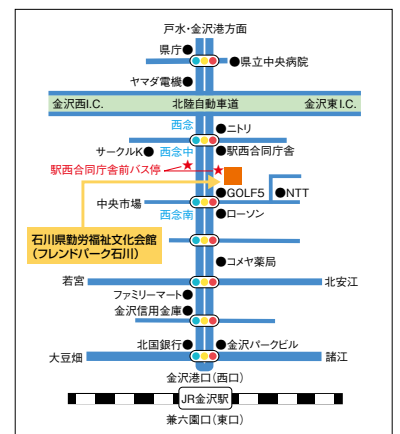 戸水・金沢港方面
県庁
県立中央病院
ヤマダ電機
金沢西I.C.
北陸自動車道
金沢東I.C.
西念
ニトリ
サークルK
西念中
駅西合同庁舎
駅西合同庁舎前バス停
GOLF5
NTT
中央市場
西念南
ローソン
石川県勤労福祉文化会館
(フレンドパーク石川)
コメヤ薬局
若宮
北安江
ファミリーマート
金沢信用金庫
北国銀行
金沢パークビル
大豆畑
諸江
金沢港口(西口)
JR金沢駅
兼六園口(東口)